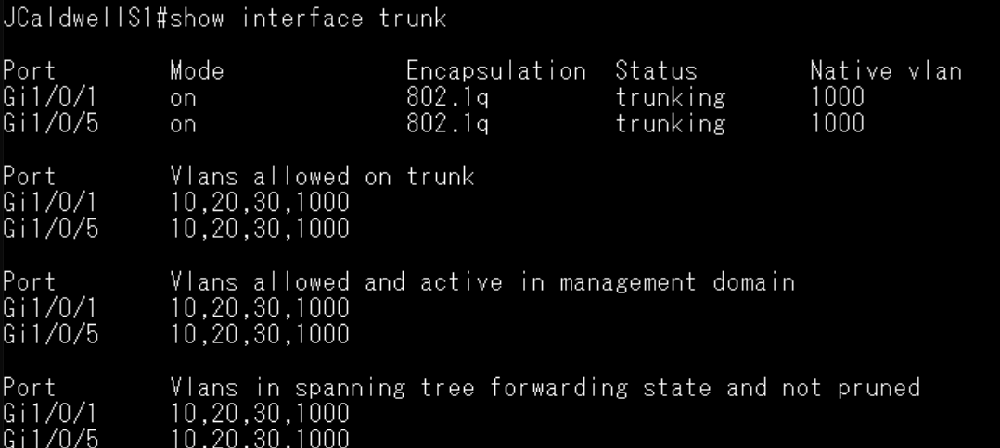 JCaldwellS1#show interface trunk
Port Mode Encapsulation Status Native vlan
Gi1/0/1 on 802.1q trunking 1000
Gi1/0/5 on 802.1q trunking 1000
Port Vlans allowed on trunk
Gi1/0/1 10,20,30,1000
Gi1/0/5 10,20,30,1000
Port Vlans allowed and active in management domain
Gi1/0/1 10,20,30,1000
Gi1/0/5 10,20,30,1000
Port Vlans in spanning tree forwarding state and not pruned
Gi1/0/1 10,20,30,1000
Gi1/0/5 10,20,30,1000